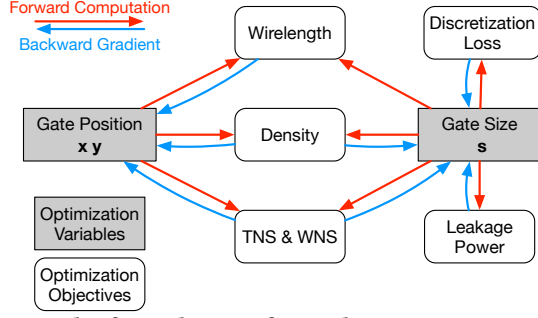 Forward Computation
Backward Gradient
Wirelength
Discretization
Loss
Gate Position
x y
Density
Gate Size
s
Optimization
Variables
TNS & WNS
Leakage
Power
Optimization
Objectives